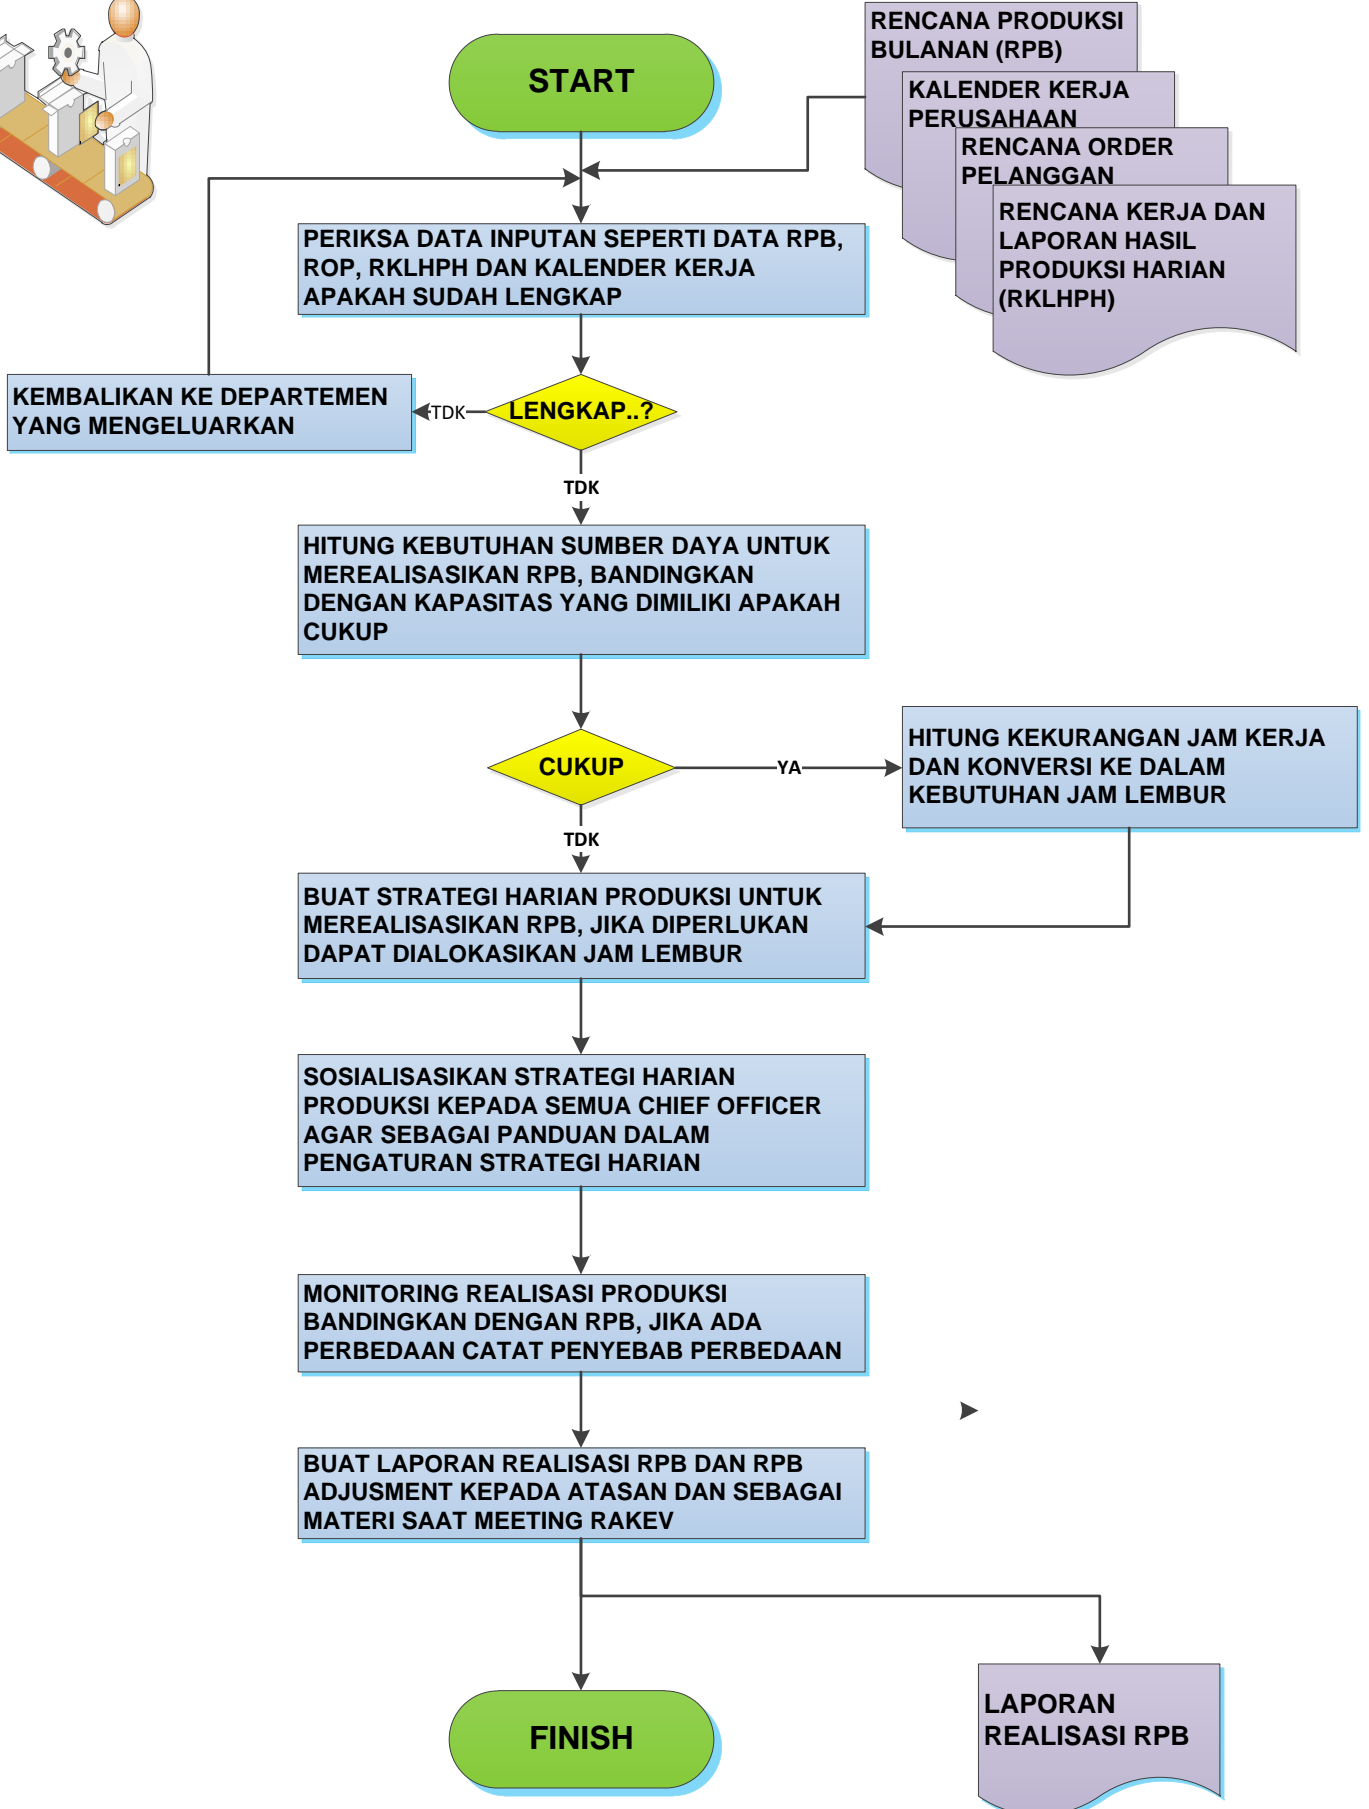 START
RENCANA PRODUKSI
BULANAN (RPB)
KALENDER KERJA
PERUSAHAAN
RENCANA ORDER
PELANGGAN
RENCANA KERJA DAN
LAPORAN HASIL
PRODUKSI HARIAN
(RKLHPH)
PERIKSA DATA INPUTAN SEPERTI DATA RPB,
ROP, RKLHPH DAN KALENDER KERJA
APAKAH SUDAH LENGKAP
KEMBALIKAN KE DEPARTEMEN
YANG MENGELUARKAN
TDK
LENGKAP..?
TDK
HITUNG KEBUTUHAN SUMBER DAYA UNTUK
MEREALISASIKAN RPB, BANDINGKAN
DENGAN KAPASITAS YANG DIMILIKI APAKAH
CUKUP
CUKUP
YA
HITUNG KEKURANGAN JAM KERJA
DAN KONVERSI KE DALAM
KEBUTUHAN JAM LEMBUR
TDK
BUAT STRATEGI HARIAN PRODUKSI UNTUK
MEREALISASIKAN RPB, JIKA DIPERLUKAN
DAPAT DIALOKASIKAN JAM LEMBUR
SOSIALISASIKAN STRATEGI HARIAN
PRODUKSI KEPADA SEMUA CHIEF OFFICER
AGAR SEBAGAI PANDUAN DALAM
PENGATURAN STRATEGI HARIAN
MONITORING REALISASI PRODUKSI
BANDINGKAN DENGAN RPB, JIKA ADA
PERBEDAAN CATAT PENYEBAB PERBEDAAN
BUAT LAPORAN REALISASI RPB DAN RPB
ADJUSMENT KEPADA ATASAN DAN SEBAGAI
MATERI SAAT MEETING RAKEV
FINISH
LAPORAN
REALISASI RPB